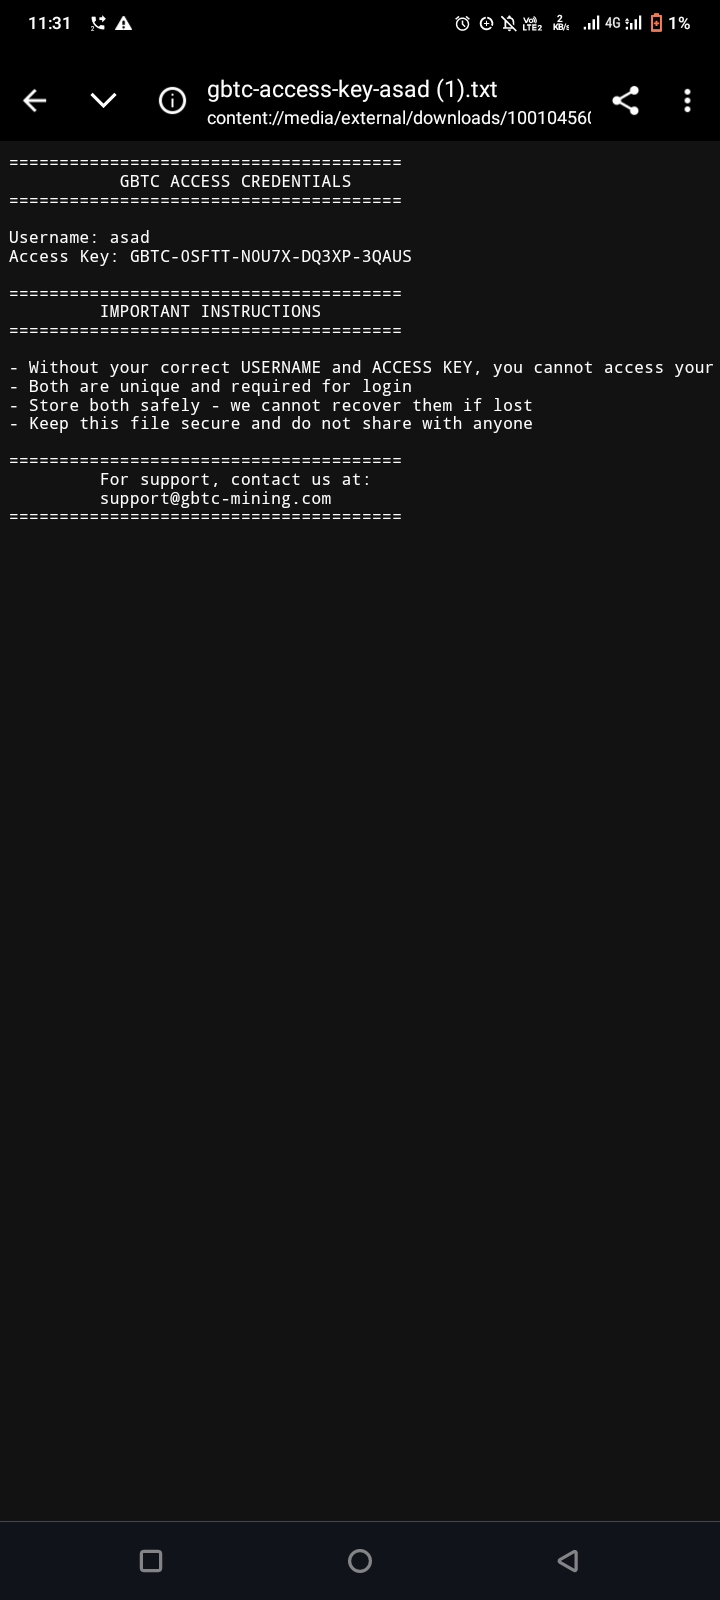 11:31 2 Vo) LTE2 2 KB/s 4G 1%
gbtc-access-key-asad (1).txt
content://media/external/downloads/100104560
=======================================
GBTC ACCESS CREDENTIALS
=======================================
Username: asad
Access Key: GBTC-OSFTT-NOU7X-DQ3XP-3QAUS
=======================================
IMPORTANT INSTRUCTIONS
=======================================
- Without your correct USERNAME and ACCESS KEY, you cannot access your
- Both are unique and required for login
- Store both safely - we cannot recover them if lost
- Keep this file secure and do not share with anyone
=======================================
For support, contact us at:
support@gbtc-mining.com
=======================================